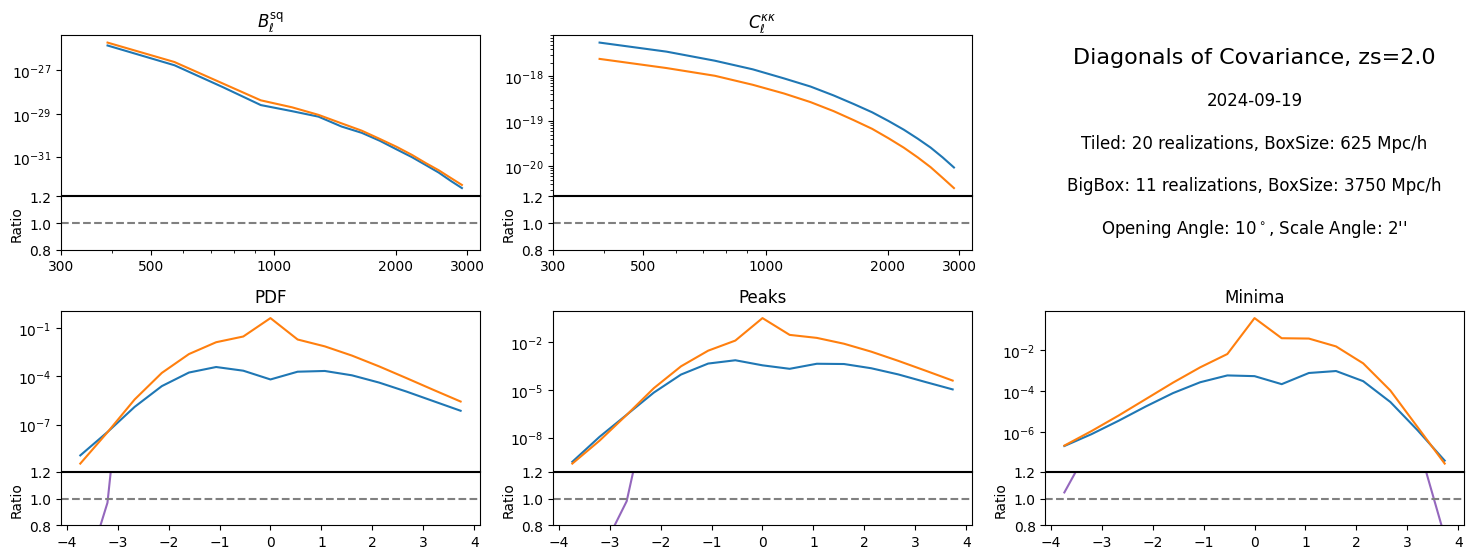 B_ℓ^sq
10^−27
10^−29
10^−31
1.2
1.0
0.8
Ratio
300 500 1000 2000 3000
C_ℓ^κκ
10^−18
10^−19
10^−20
1.2
1.0
0.8
Ratio
300 500 1000 2000 3000
Diagonals of Covariance, zs=2.0
2024-09-19
Tiled: 20 realizations, BoxSize: 625 Mpc/h
BigBox: 11 realizations, BoxSize: 3750 Mpc/h
Opening Angle: 10°, Scale Angle: 2''
PDF
10^−1
10^−4
10^−7
1.2
1.0
0.8
Ratio
−4 −3 −2 −1 0 1 2 3 4
Peaks
10^−2
10^−5
10^−8
1.2
1.0
0.8
Ratio
−4 −3 −2 −1 0 1 2 3 4
Minima
10^−2
10^−4
10^−6
1.2
1.0
0.8
Ratio
−4 −3 −2 −1 0 1 2 3 4